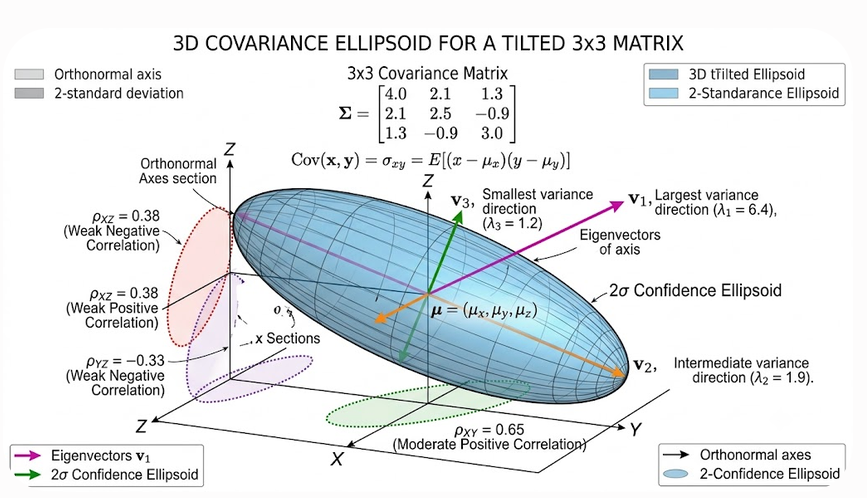 3D COVARIANCE ELLIPSOID FOR A TILTED 3x3 MATRIX
Orthonormal axis
2-standard deviation
3x3 Covariance Matrix
Σ = [4.0 2.1 1.3
2.1 2.5 −0.9
1.3 −0.9 3.0]
Cov(x, y) = σxy = E[(x − μx)(y − μy)]
3D tTilted Ellipsoid
2-Standarance Ellipsoid
Z
Orthonormal
Axes section
Z
v₃, Smallest variance
direction
(λ₃ = 1.2)
v₁, Largest variance
direction (λ₁ = 6.4),
Eigenvectors
of axis
ρXZ = 0.38
(Weak Negative
Correlation)
ρXZ = 0.38
(Weak Positive
Correlation)
ρYZ = −0.33
(Weak Negative
Correlation)
.x Sections
μ = (μx, μy, μz)
2σ Confidence Ellipsoid
v₂, Intermediate variance
direction (λ₂ = 1.9).
Z
X
Y
ρXY = 0.65
(Moderate Positive Correlation)
Eigenvectors v₁
2σ Confidence Ellipsoid
Orthonormal axes
2-Confidence Ellipsoid